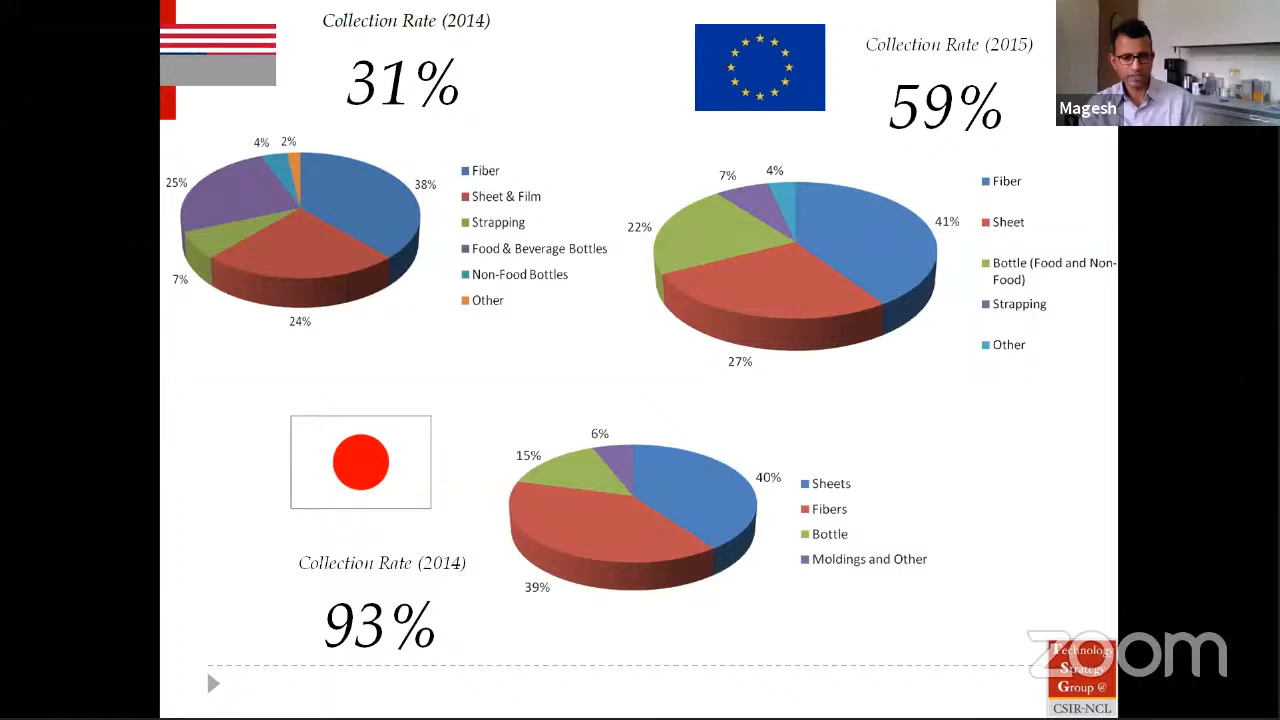 Collection Rate (2014)
31%
Collection Rate (2015)
59%
Magesh
4%
2%
25%
38%
7%
24%
Fiber
Sheet & Film
Strapping
Food & Beverage Bottles
Non-Food Bottles
Other
7%
4%
22%
41%
27%
Fiber
Sheet
Bottle (Food and Non-
Food)
Strapping
Other
6%
15%
40%
39%
Sheets
Fibers
Bottle
Moldings and Other
Collection Rate (2014)
93%
zoom
Technology
Strategy
Group @
CSIR-NCL